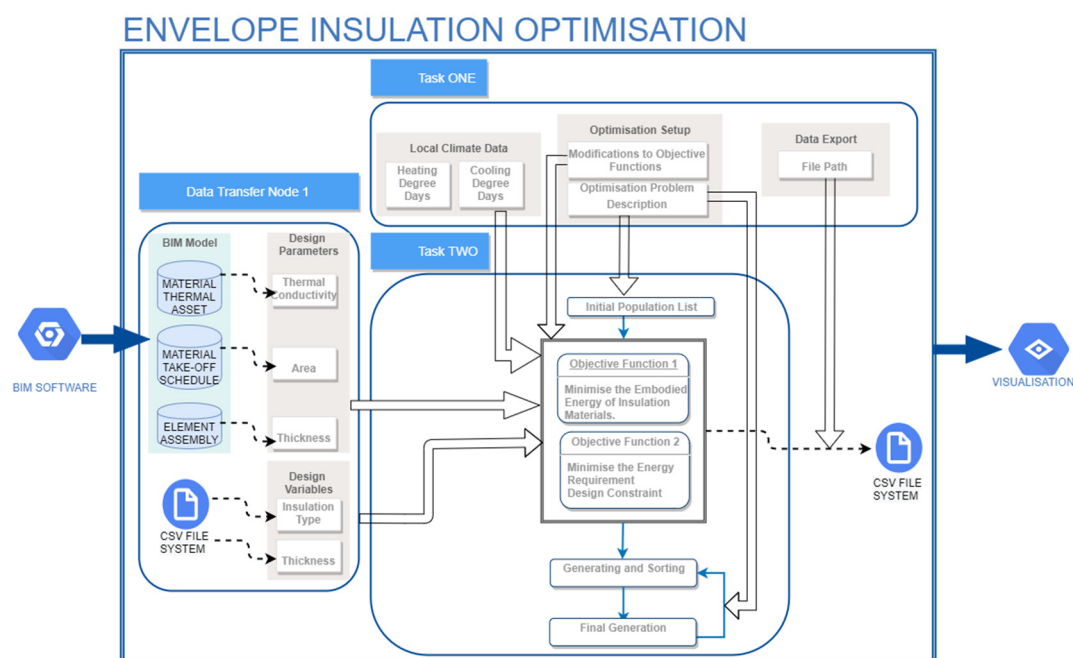 ENVELOPE INSULATION OPTIMISATION
Task ONE
Local Climate Data
Heating
Degree
Days
Cooling
Degree
Days
Optimisation Setup
Modifications to Objective
Functions
Optimisation Problem
Description
Data Export
File Path
Data Transfer Node 1
BIM Model
MATERIAL
THERMAL
ASSET
MATERIAL
TAKE-OFF
SCHEDULE
ELEMENT
ASSEMBLY
Design
Parameters
Thermal
Conductivity
Area
Thickness
CSV FILE
SYSTEM
Design
Variables
Insulation
Type
Thickness
BIM SOFTWARE
Task TWO
Initial Population List
Objective Function 1
Minimise the Embodied
Energy of Insulation
Materials.
Objective Function 2
Minimise the Energy
Requirement
Design Constraint
Generating and Sorting
Final Generation
CSV FILE
SYSTEM
VISUALISATION